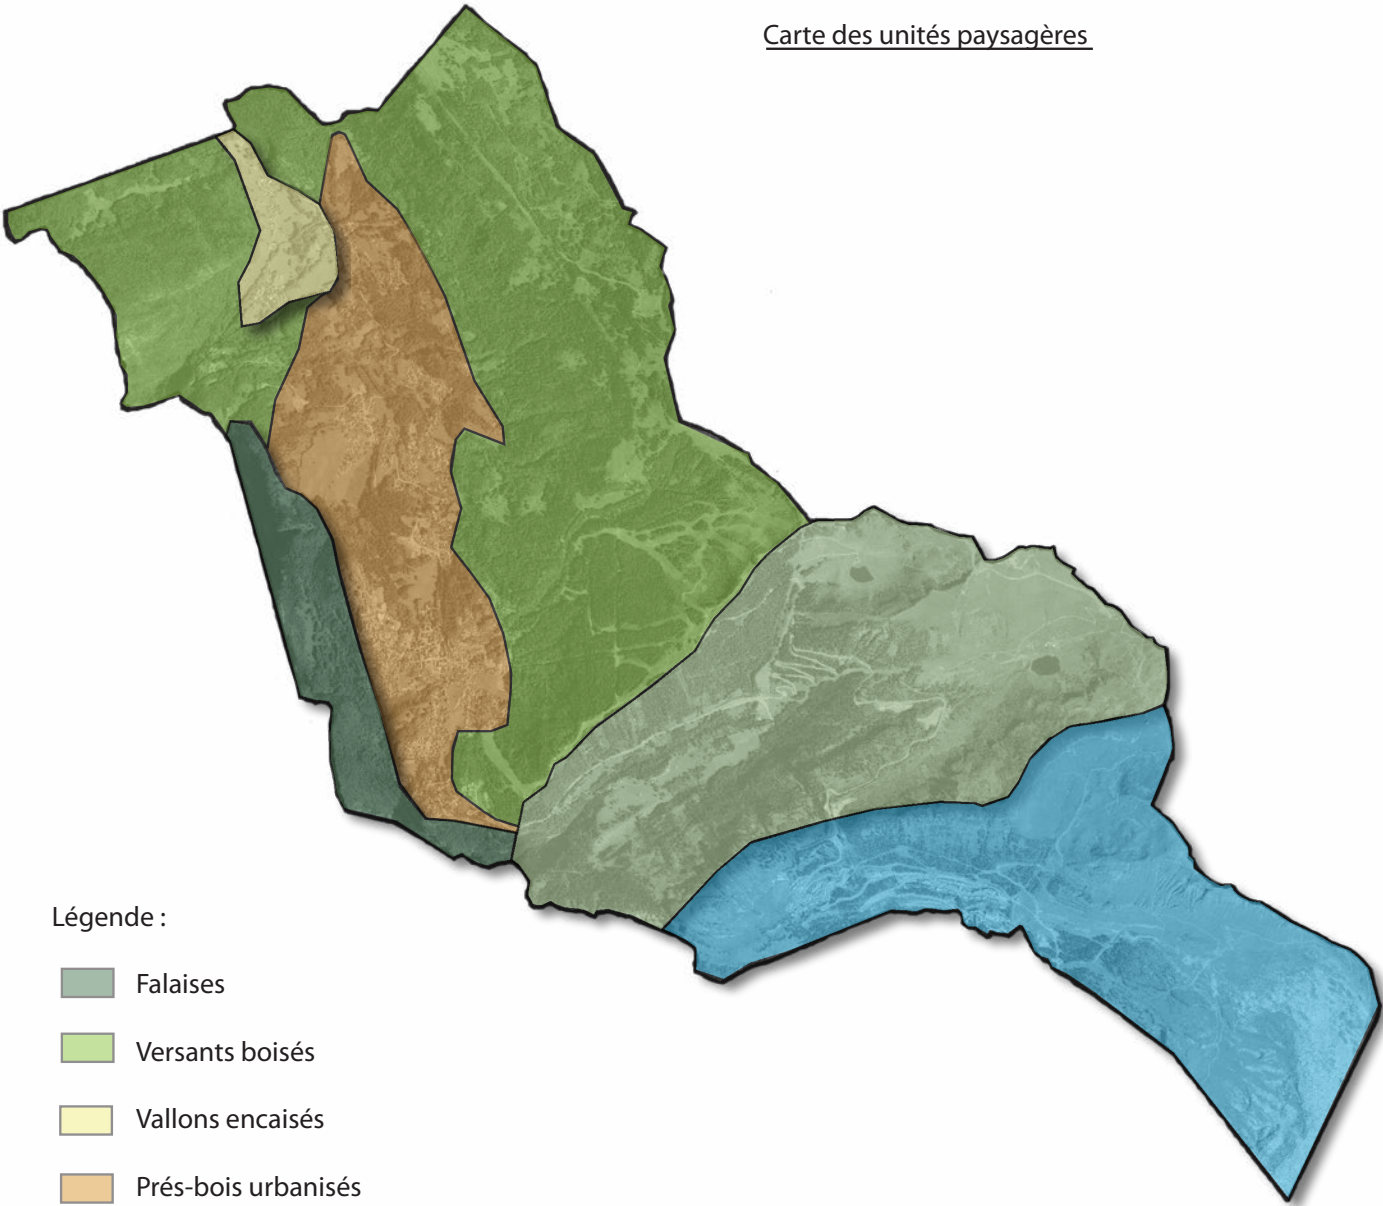 Carte des unités paysagères
Légende :
Falaises
Versants boisés
Vallons encaisés
Prés-bois urbanisés